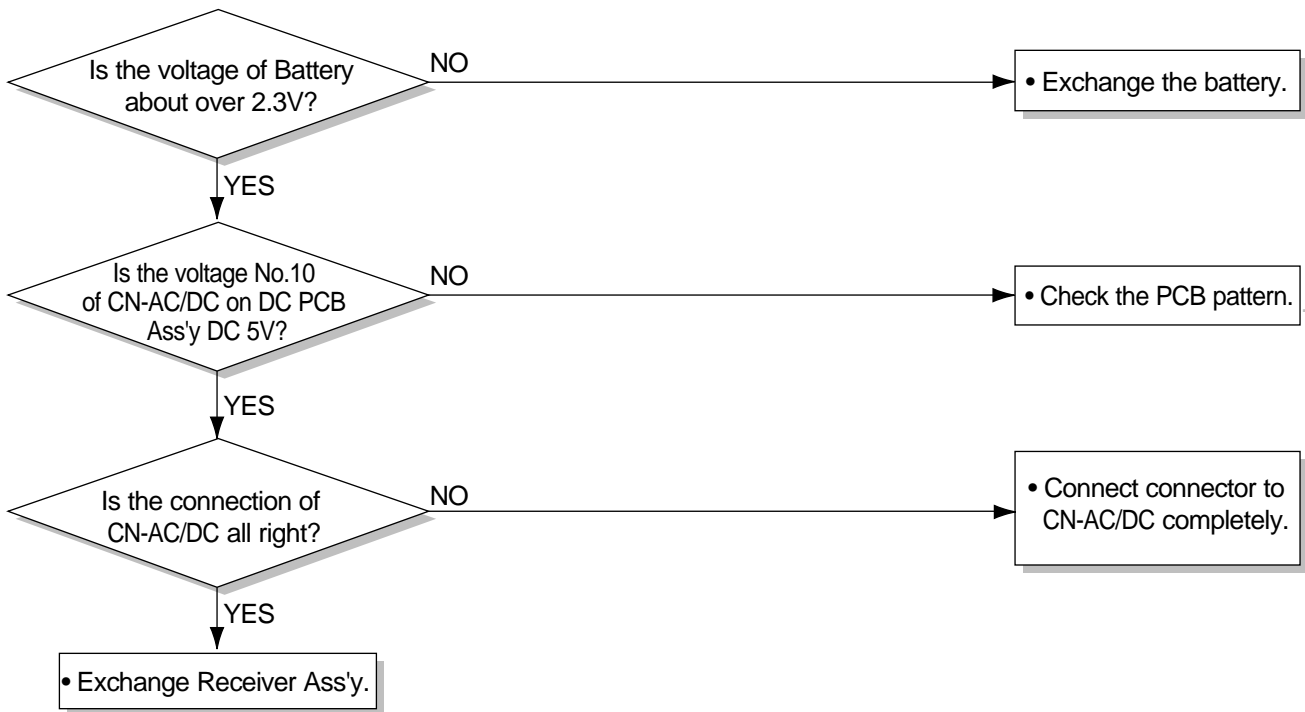 Is the voltage of Battery
about over 2.3V?
NO
• Exchange the battery.
YES
Is the voltage No.10
of CN-AC/DC on DC PCB
Ass'y DC 5V?
NO
• Check the PCB pattern.
YES
Is the connection of
CN-AC/DC all right?
NO
• Connect connector to
CN-AC/DC completely.
YES
• Exchange Receiver Ass'y.